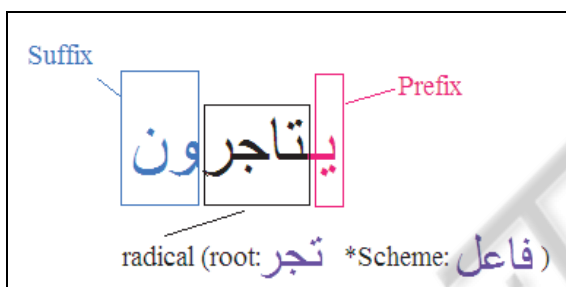 Suffix
Prefix
يتاجرون
radical (root: تجر *Scheme: فاعل )